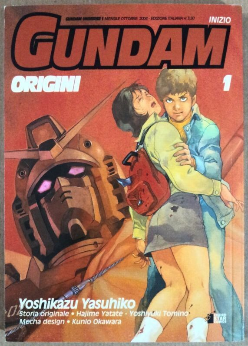 INIZIO
GUNDAM
ORIGINI
1
Yoshikazu Yasuhiko
Storia originale • Hajime Yatate - Yoshiyuki Tomino
Mecha design • Kunio Okawara